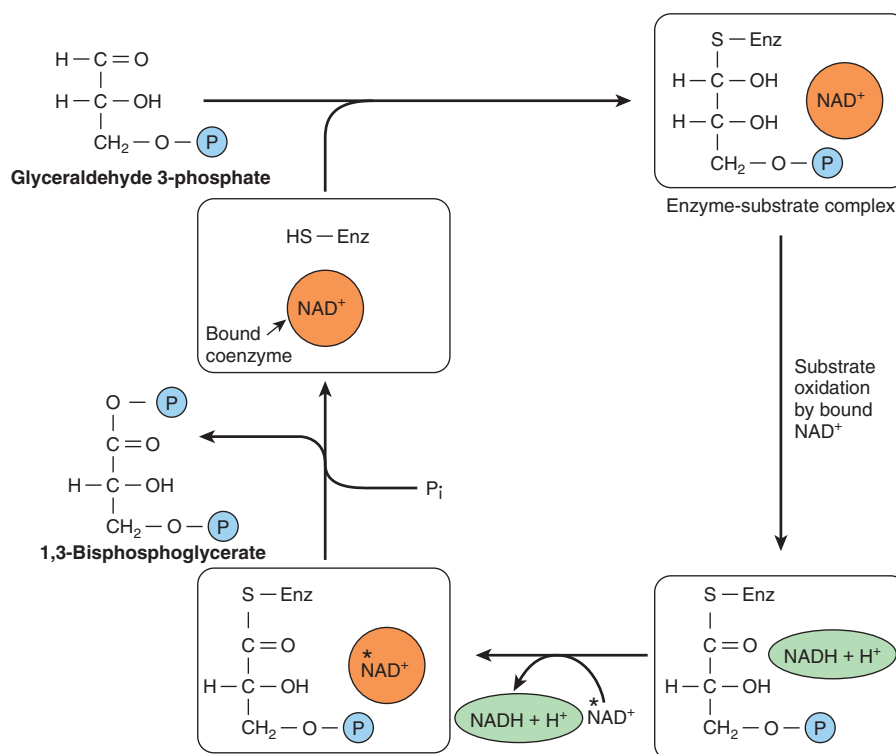 H — C = O
H — C — OH
CH₂ — O — P
Glyceraldehyde 3-phosphate
S — Enz
H — C — OH
H — C — OH
NAD⁺
CH₂ — O — P
Enzyme-substrate complex
HS — Enz
NAD⁺
Bound
coenzyme
Substrate
oxidation
by bound
NAD⁺
O — P
C = O
H — C — OH
CH₂ — O — P
1,3-Bisphosphoglycerate
Pi
S — Enz
C = O
H — C — OH
CH₂ — O — P
*NAD⁺
NADH + H⁺
*NAD⁺
S — Enz
C = O
H — C — OH
CH₂ — O — P
NADH + H⁺